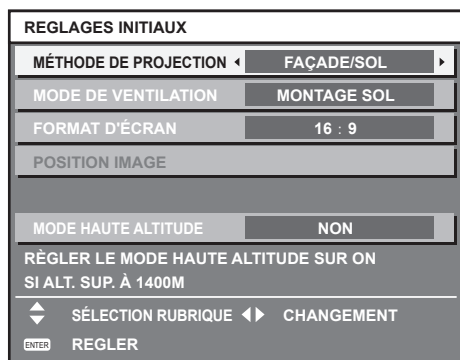 REGLAGES INITIAUX
MÉTHODE DE PROJECTION FAÇADE/SOL
MODE DE VENTILATION MONTAGE SOL
FORMAT D'ÉCRAN 16 : 9
POSITION IMAGE
MODE HAUTE ALTITUDE NON
RÈGLER LE MODE HAUTE ALTITUDE SUR ON
SI ALT. SUP. À 1400M
SÉLECTION RUBRIQUE CHANGEMENT
ENTER REGLER